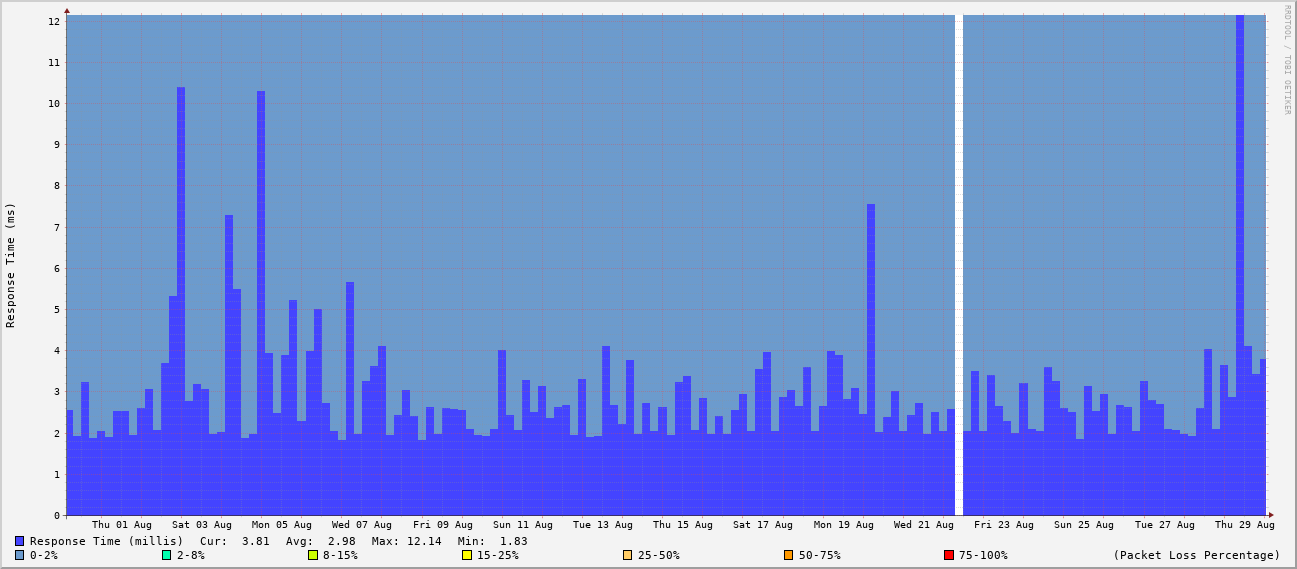 RRDTOOL / TOBI OETIKER
Response Time (ms)
12
11
10
9
8
7
6
5
4
3
2
1
0
Thu 01 Aug Sat 03 Aug Mon 05 Aug Wed 07 Aug Fri 09 Aug Sun 11 Aug Tue 13 Aug Thu 15 Aug Sat 17 Aug Mon 19 Aug Wed 21 Aug Fri 23 Aug Sun 25 Aug Tue 27 Aug Thu 29 Aug
Response Time (millis) Cur: 3.81 Avg: 2.98 Max: 12.14 Min: 1.83
0-2% 2-8% 8-15% 15-25% 25-50% 50-75% 75-100% (Packet Loss Percentage)